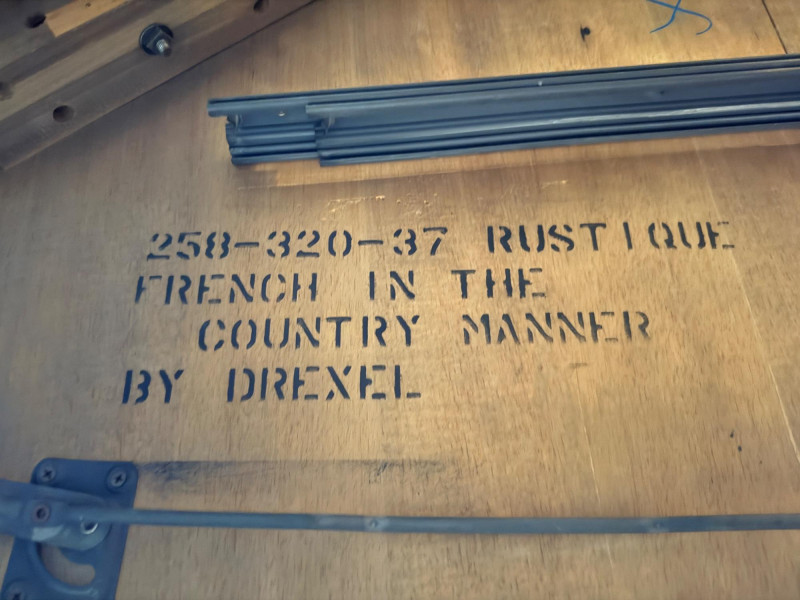 258-320-37 RUSTIQUE
FRENCH IN THE
COUNTRY MANNER
BY DREXEL